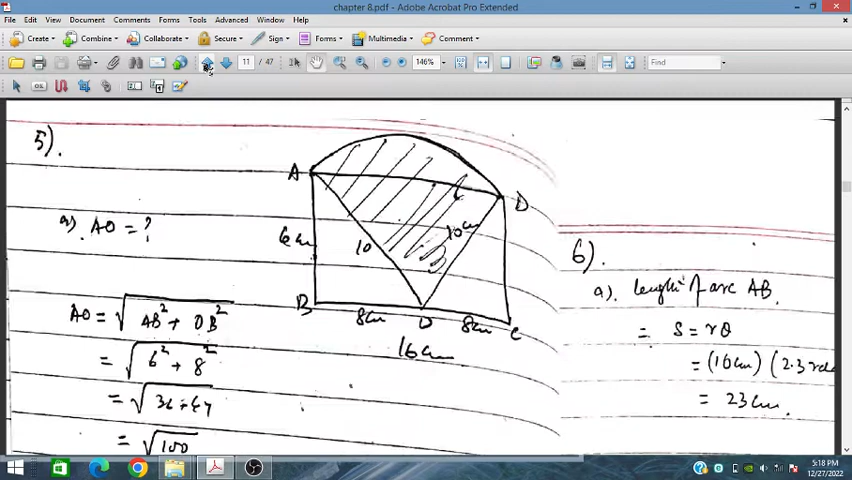 chapter 8.pdf - Adobe Acrobat Pro Extended
File Edit View Document Comments Forms Tools Advanced Window Help
Create Combine Collaborate Secure Sign Forms Multimedia Comment
11 / 47 146% Find
5).
A
D
a). AO = ?
6cm
10
10cm
B
8cm
O
8cm
C
16cm
AO = √AB² + OB²
= √6² + 8²
= √36+64
= √100
6).
a). length of arc AB.
= S = rθ
= (10cm) (2.3
= 23cm.
5:18 PM
12/27/2022